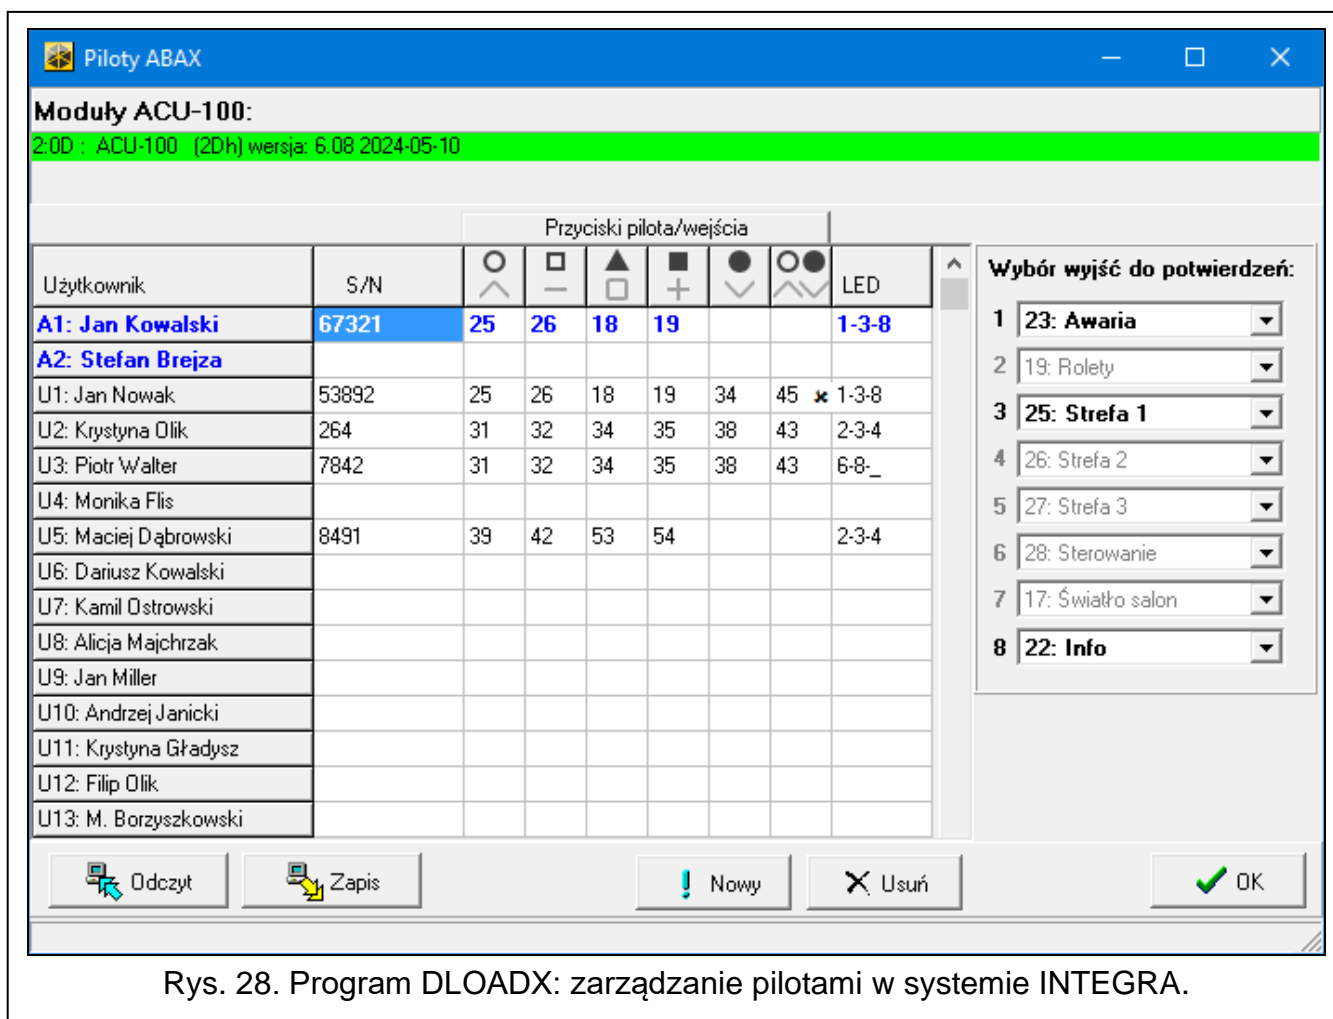 Piloty ABAX
Moduły ACU-100:
2:0D : ACU-100 (2Dh) wersja: 6.08 2024-05-10
Przyciski pilota/wejścia
Użytkownik S/N LED
A1: Jan Kowalski 67321 25 26 18 19 1-3-8
A2: Stefan Brejza
U1: Jan Nowak 53892 25 26 18 19 34 45 1-3-8
U2: Krystyna Olik 264 31 32 34 35 38 43 2-3-4
U3: Piotr Walter 7842 31 32 34 35 38 43 6-8-_
U4: Monika Flis
U5: Maciej Dąbrowski 8491 39 42 53 54 2-3-4
U6: Dariusz Kowalski
U7: Kamil Ostrowski
U8: Alicja Majchrzak
U9: Jan Miller
U10: Andrzej Janicki
U11: Krystyna Gładysz
U12: Filip Olik
U13: M. Borzyszkowski
Wybór wyjść do potwierdzeń:
1 23: Awaria
2 19: Rolety
3 25: Strefa 1
4 26: Strefa 2
5 27: Strefa 3
6 28: Sterowanie
7 17: Światło salon
8 22: Info
Odczyt Zapis Nowy Usuń OK
Rys. 28. Program DLOADX: zarządzanie pilotami w systemie INTEGRA.